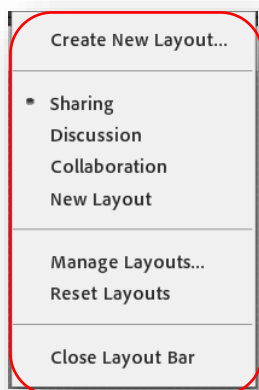 Create New Layout...
Sharing
Discussion
Collaboration
New Layout
Manage Layouts...
Reset Layouts
Close Layout Bar